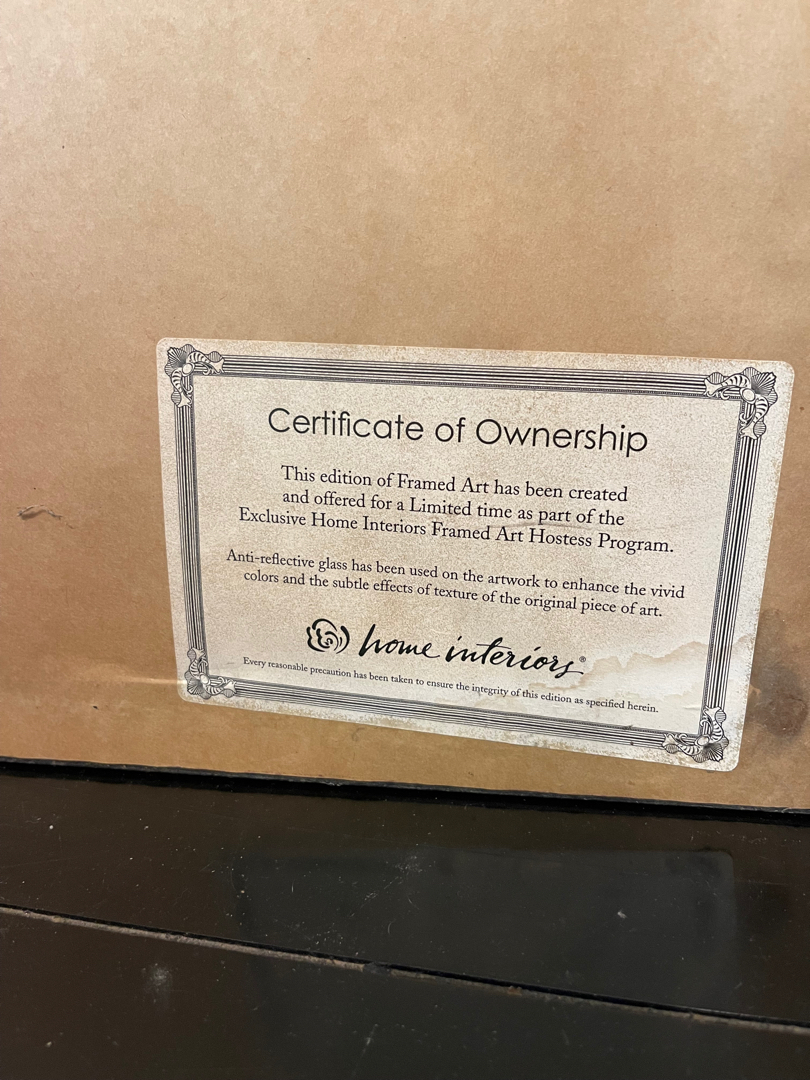 Certificate of Ownership
This edition of Framed Art has been created
and offered for a Limited time as part of the
Exclusive Home Interiors Framed Art Hostess Program.
Anti-reflective glass has been used on the artwork to enhance the vivid
colors and the subtle effects of texture of the original piece of art.
home interiors®
Every reasonable precaution has been taken to ensure the integrity of this edition as specified herein.